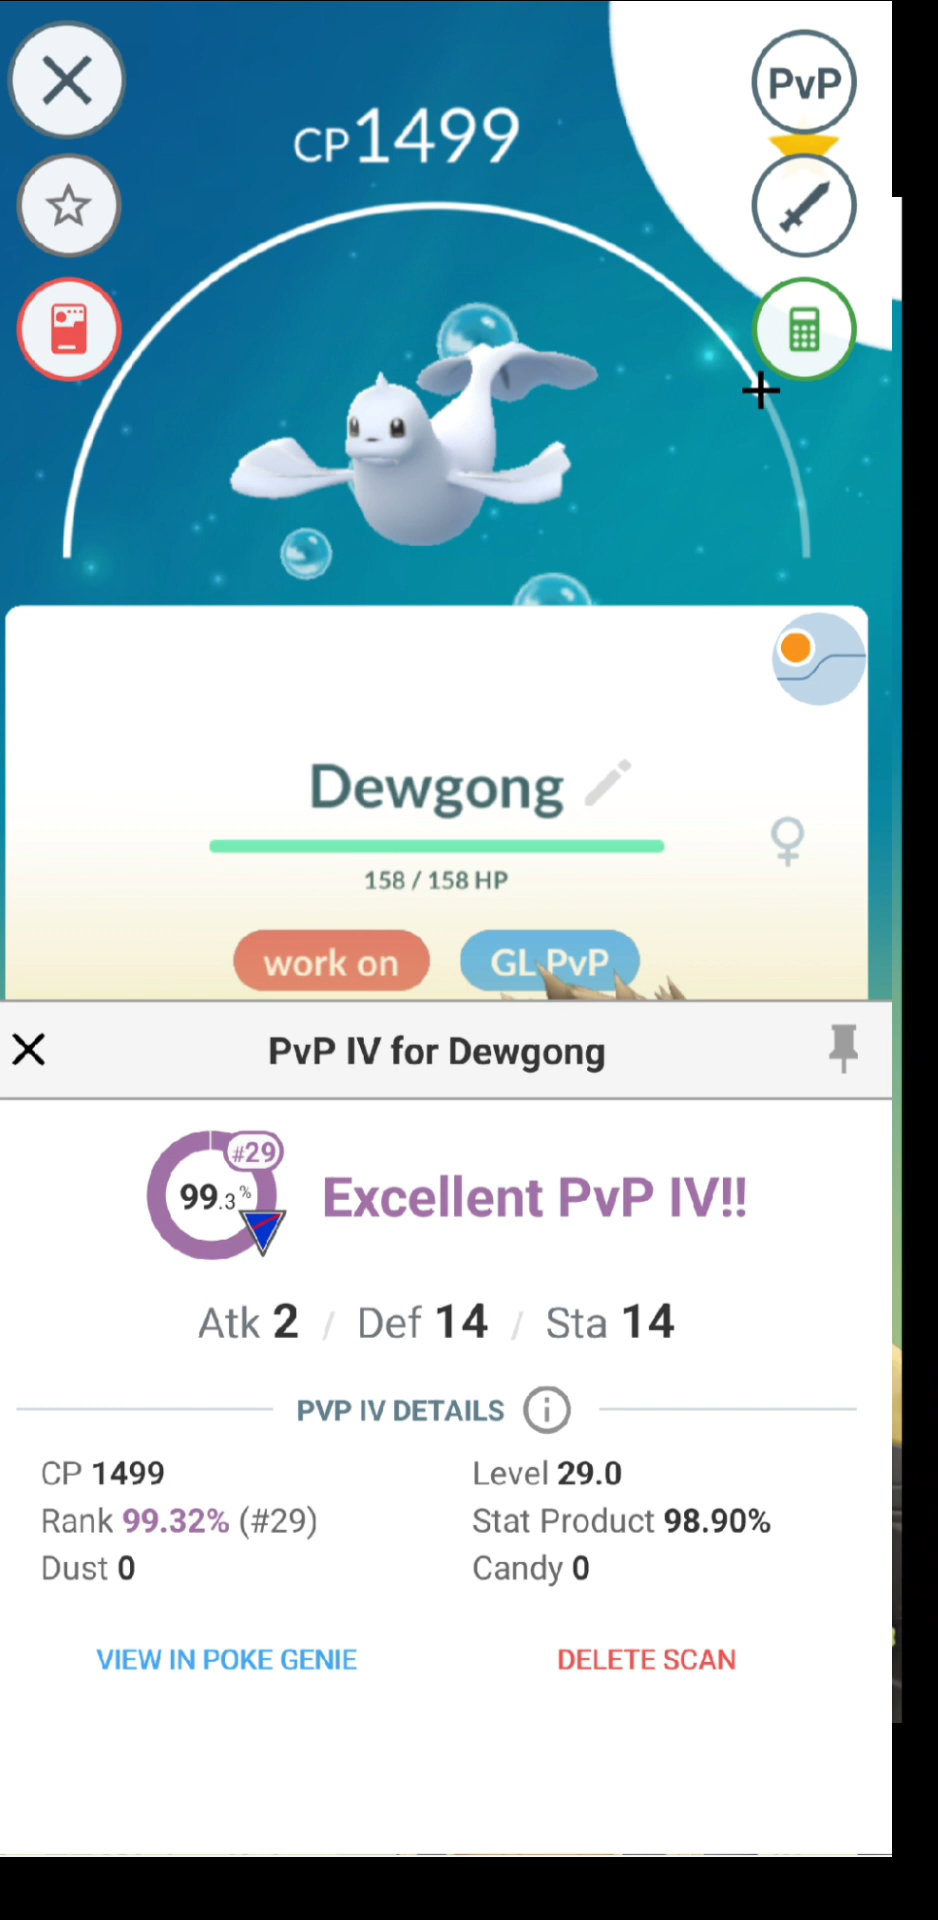 PvP
CP1499
Dewgong
158 / 158 HP
work on
GL PvP
PvP IV for Dewgong
#29
99.3%
Excellent PvP IV!!
Atk 2 / Def 14 / Sta 14
PVP IV DETAILS
CP 1499
Level 29.0
Rank 99.32% (#29)
Stat Product 98.90%
Dust 0
Candy 0
VIEW IN POKE GENIE
DELETE SCAN